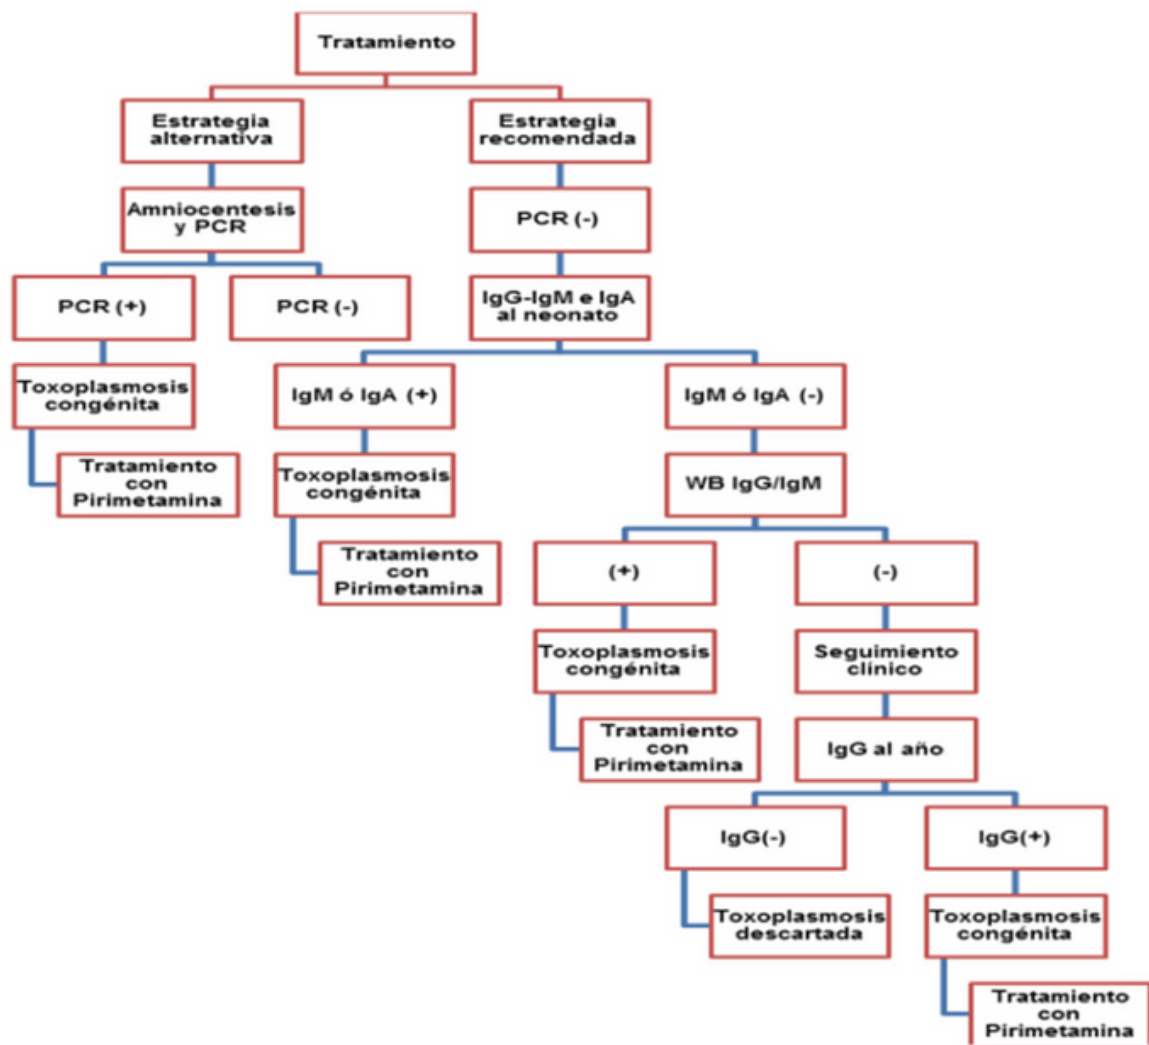 Tratamiento
Estrategia
alternativa
Estrategia
recomendada
Amniocentesis
y PCR
PCR (-)
PCR (+)
PCR (-)
IgG-IgM e IgA
al neonato
Toxoplasmosis
congénita
IgM ó IgA (+)
IgM ó IgA (-)
Tratamiento
con
Pirimetamina
Toxoplasmosis
congénita
WB IgG/IgM
Tratamiento
con
Pirimetamina
(+)
(-)
Toxoplasmosis
congénita
Seguimiento
clínico
Tratamiento
con
Pirimetamina
IgG al año
IgG(-)
IgG(+)
Toxoplasmosis
descartada
Toxoplasmosis
congénita
Tratamiento
con
Pirimetamina